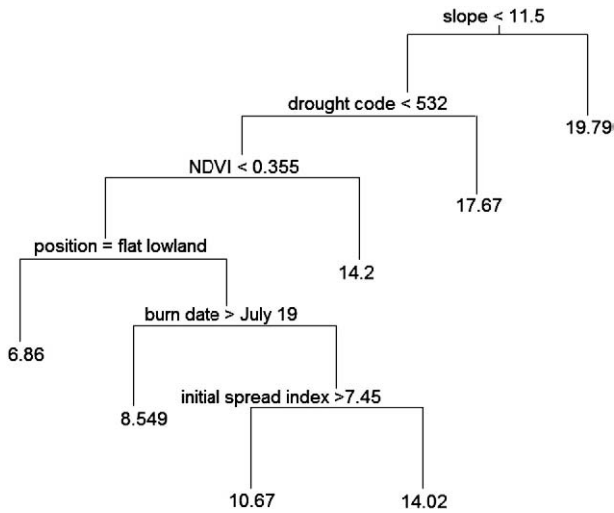 slope < 11.5
drought code < 532
19.79
NDVI < 0.355
17.67
position = flat lowland
14.2
burn date > July 19
6.86
8.549
initial spread index >7.45
10.67
14.02